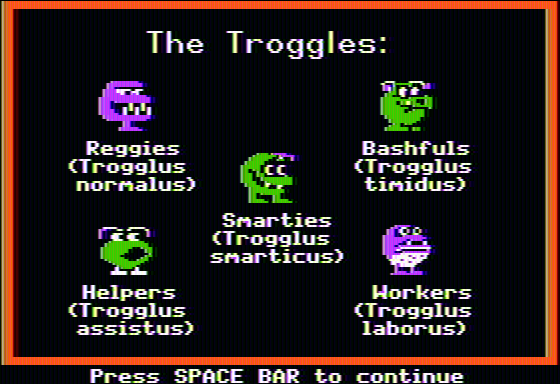 The Troggles:
Reggies
(Trogglus
normalus)
Bashfuls
(Trogglus
timidus)
Smarties
(Trogglus
smarticus)
Helpers
(Trogglus
assistus)
Workers
(Trogglus
laborus)
Press SPACE BAR to continue